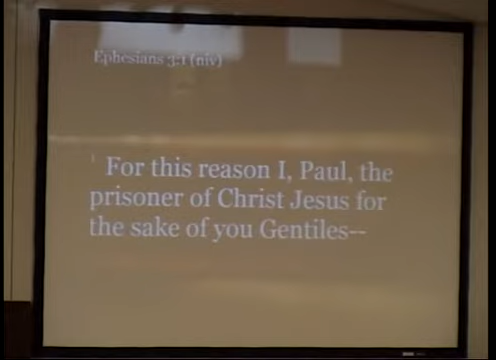 Ephesians 3:1 (niv)
1 For this reason I, Paul, the
prisoner of Christ Jesus for
the sake of you Gentiles--